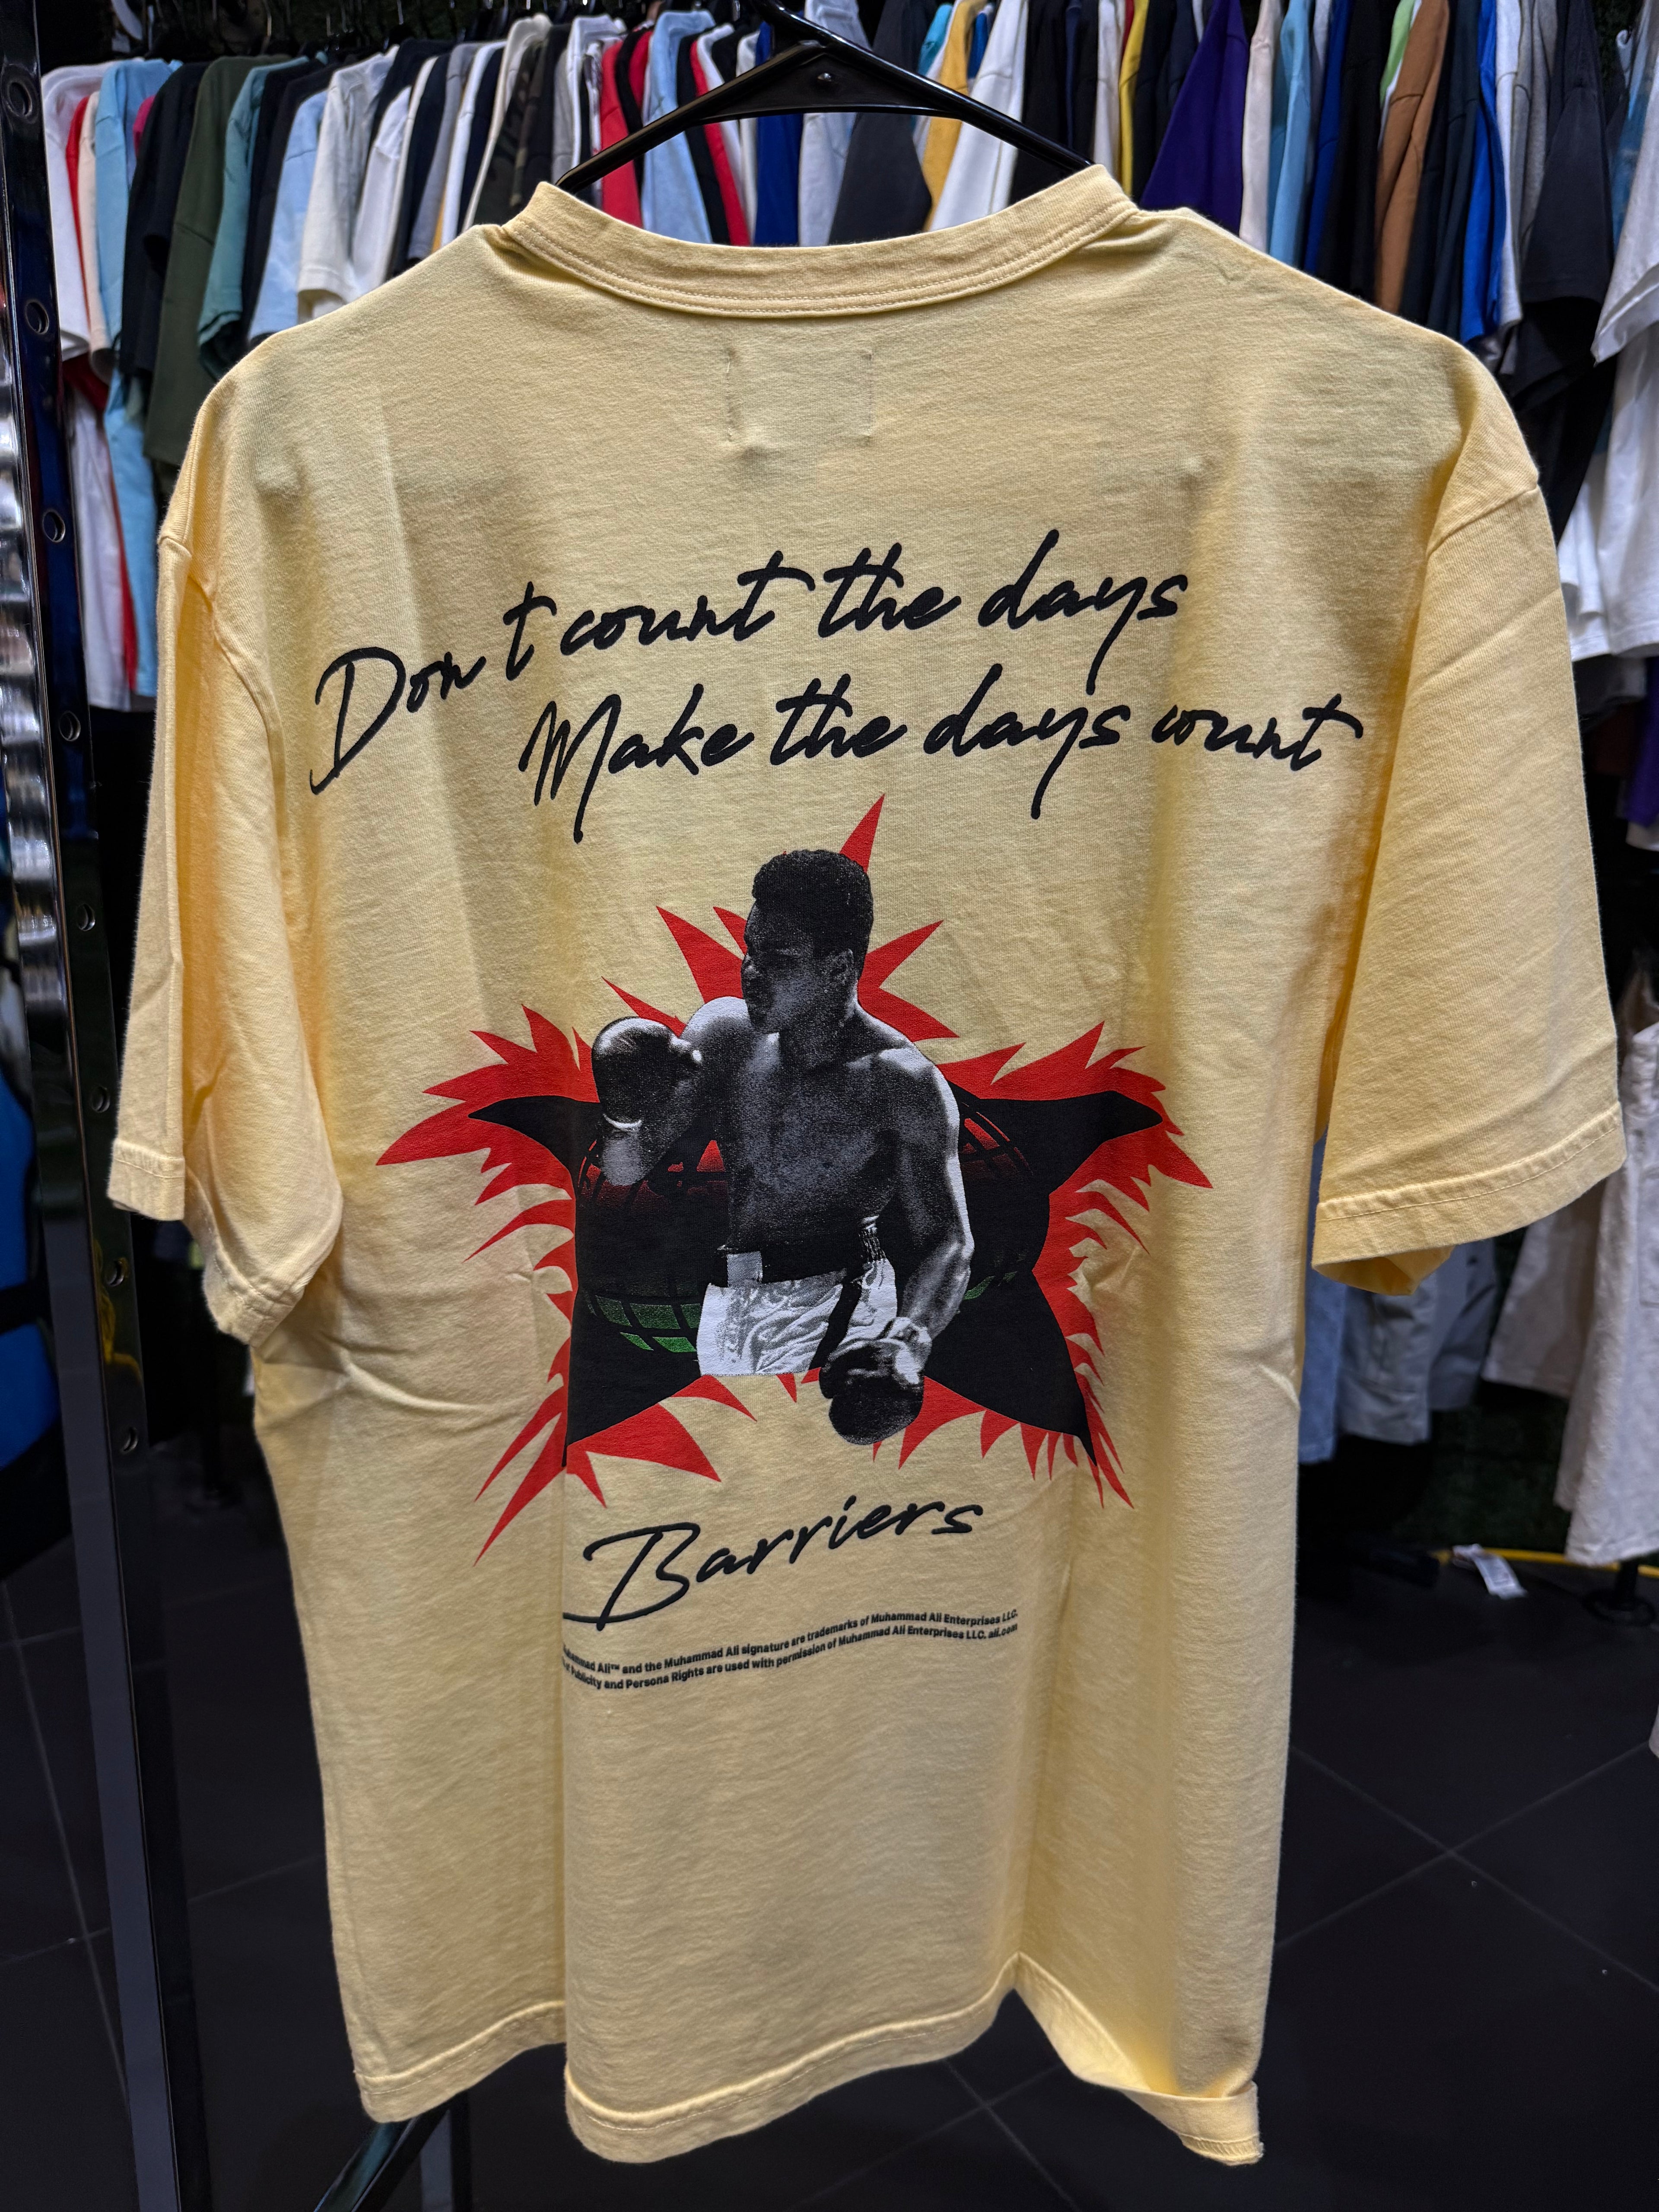 Don't count the days
Make the days count
Barriers
Ali™ and the Muhammad Ali signature are trademarks of Muhammad Ali Enterprises LLC.
Publicity and Persona Rights are used with permission of Muhammad Ali Enterprises LLC. ali.com